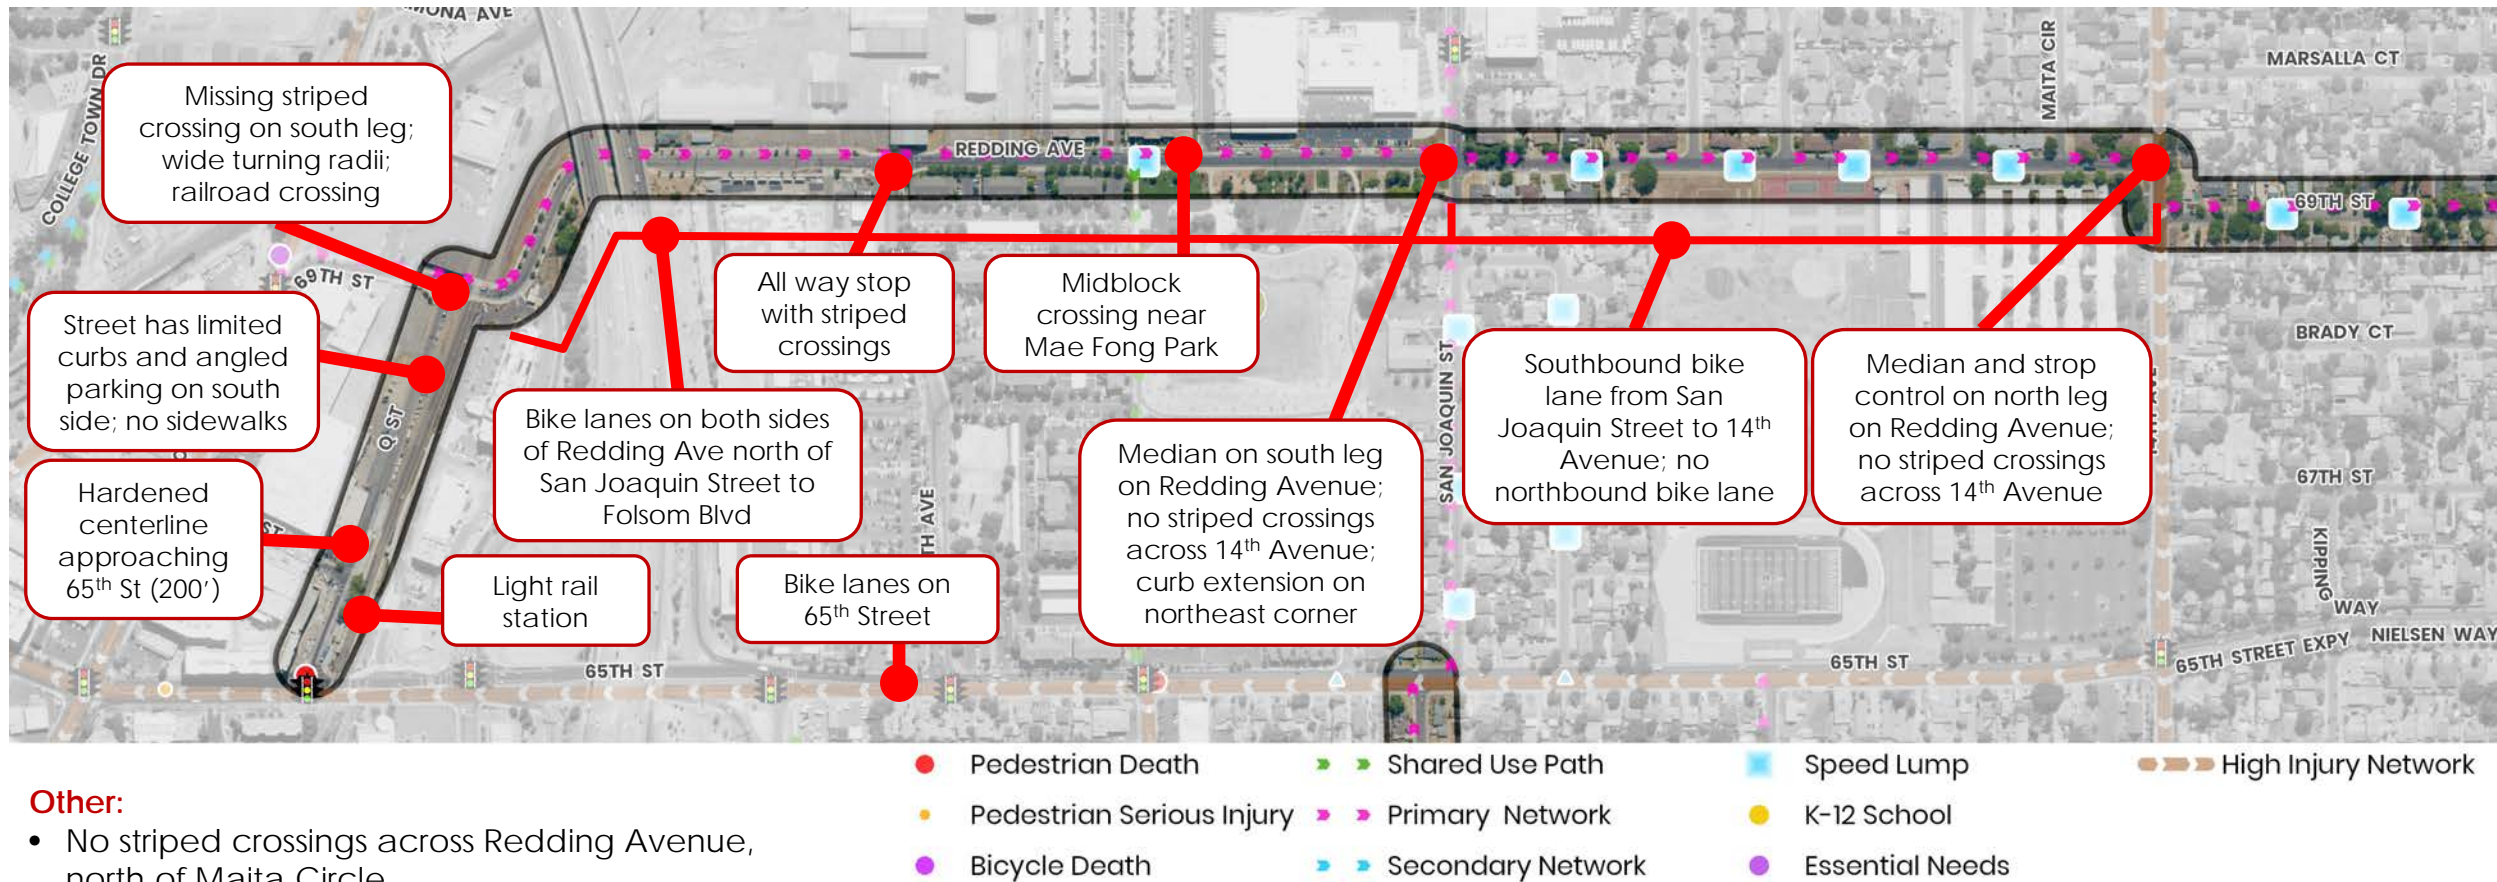 MONA AVE
COLLEGE TOWN DR
MAITA CIR
MARSALLA CT
Missing striped
crossing on south leg;
wide turning radii;
railroad crossing
REDDING AVE
69TH ST
69TH ST
Street has limited
curbs and angled
parking on south
side; no sidewalks
All way stop
with striped
crossings
Midblock
crossing near
Mae Fong Park
Southbound bike
lane from San
Joaquin Street to 14th
Avenue; no
northbound bike lane
Median and strop
control on north leg
on Redding Avenue;
no striped crossings
across 14th Avenue
BRADY CT
Q ST
SAN JOAQUIN ST
Bike lanes on both sides
of Redding Ave north of
San Joaquin Street to
Folsom Blvd
Median on south leg
on Redding Avenue;
no striped crossings
across 14th Avenue;
curb extension on
northeast corner
Hardened
centerline
approaching
65th St (200')
ST
TH AVE
67TH ST
KIPPING
WAY
Light rail
station
Bike lanes on
65th Street
65TH ST
65TH ST
65TH STREET EXPY
NIELSEN WAY
Pedestrian Death
Shared Use Path
Speed Lump
High Injury Network
Pedestrian Serious Injury
Primary Network
K-12 School
Bicycle Death
Secondary Network
Essential Needs
Other:
• No striped crossings across Redding Avenue,
north of Maita Circle